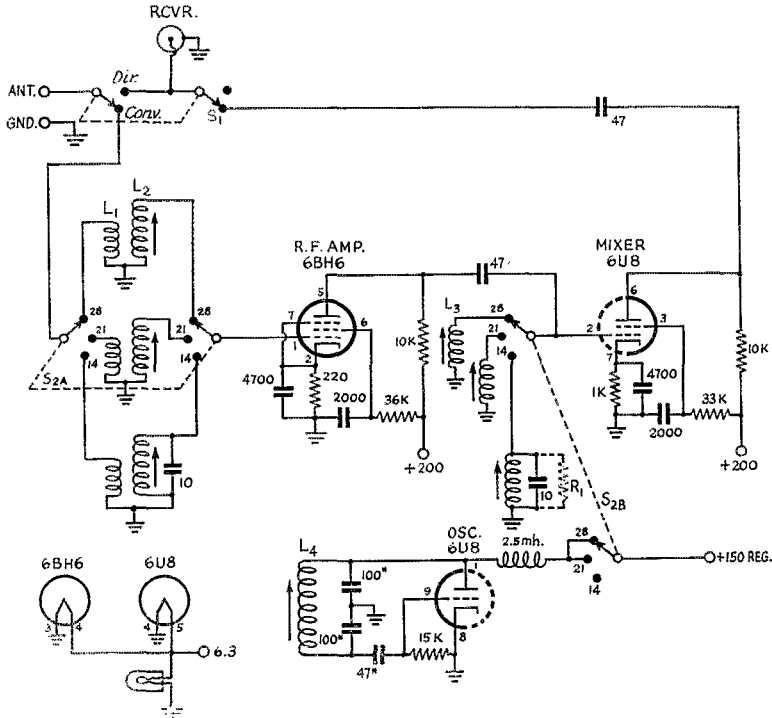 RCVR.
ANT.
Dir.
Conv.
S1
GND.
47
L1
L2
R.F. AMP.
6BH6
MIXER
6U8
47
28
21
14
28
21
14
S2A
5
7
1
6
2
4700
220
2000
36K
10K
+200
L3
28
21
14
6
2
3
7
1K
4700
2000
33K
10K
+200
10
10
R1
S2B
OSC.
6U8
2.5mh.
28
21
14
+150 REG.
6BH6
6U8
3
4
4
5
6.3
L4
100*
100*
47*
15K
9
1
8